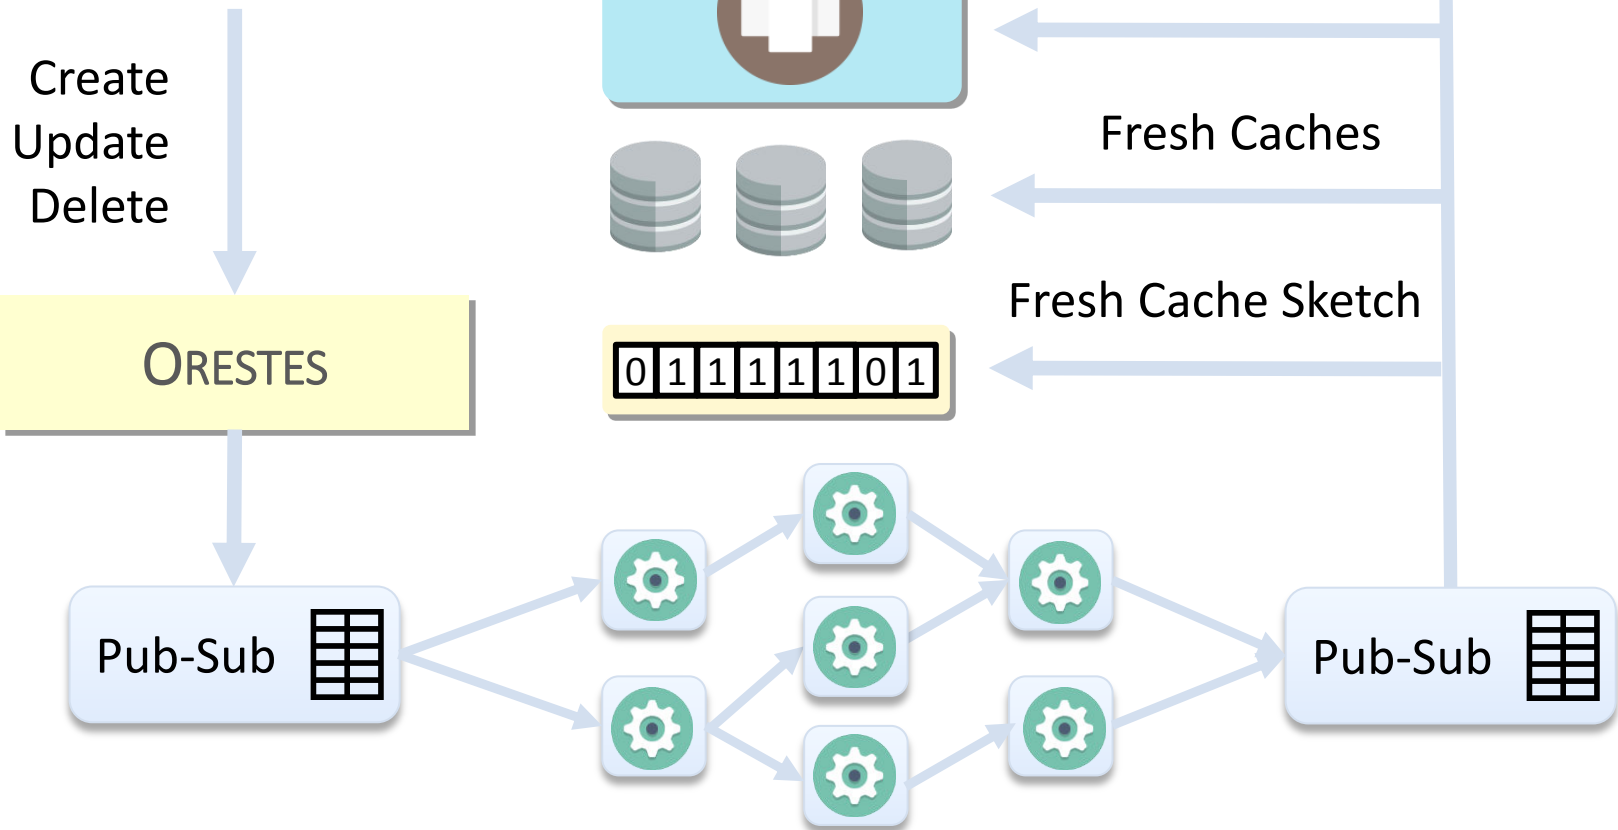 Create
Update
Delete
Fresh Caches
Fresh Cache Sketch
ORESTES
0 1 1 1 1 1 0 1
Pub-Sub
Pub-Sub